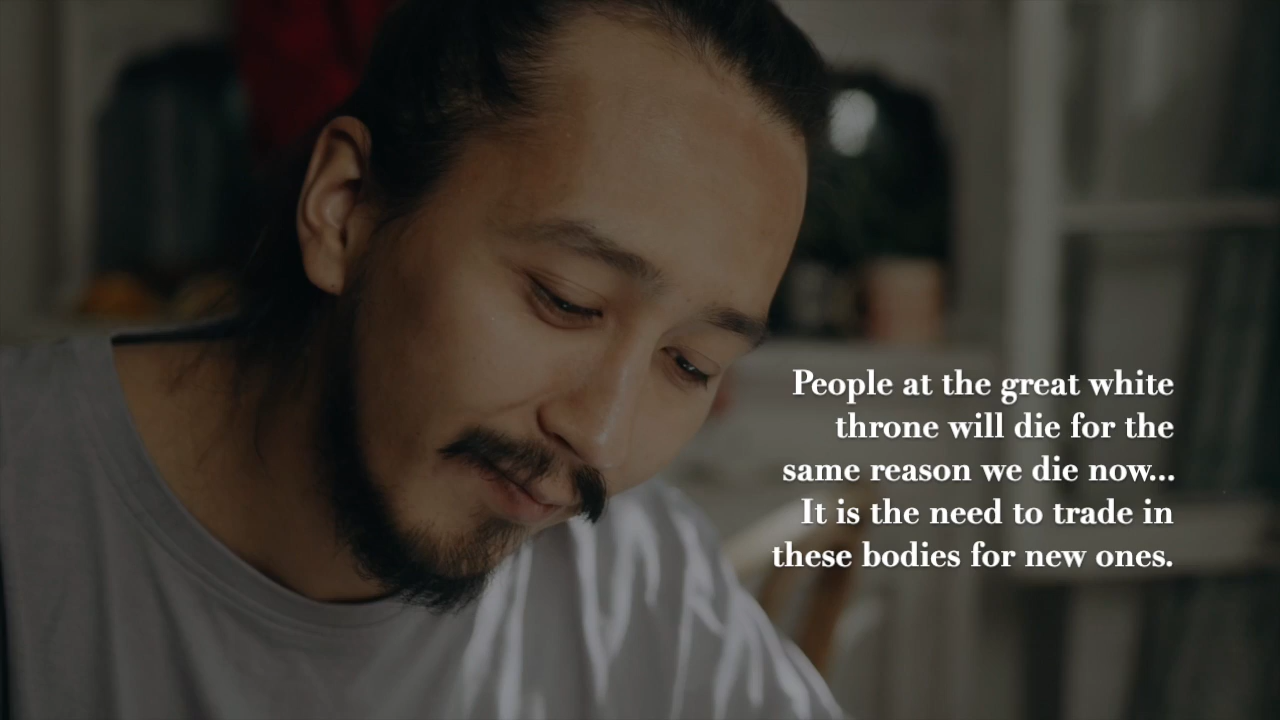 People at the great white
throne will die for the
same reason we die now...
It is the need to trade in
these bodies for new ones.